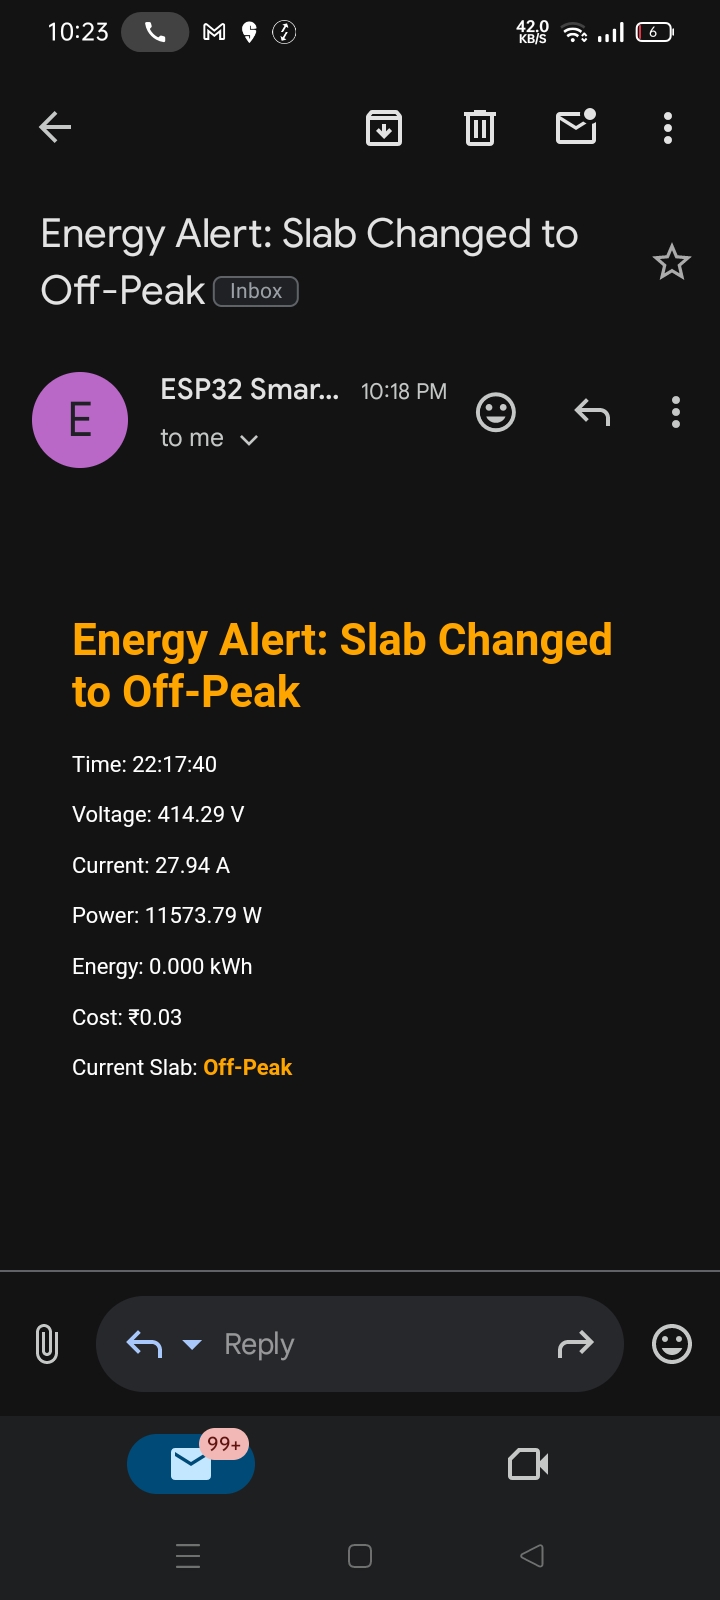 10:23
42.0
KB/S
6
Energy Alert: Slab Changed to
Off-Peak Inbox
E
ESP32 Smar... 10:18 PM
to me
Energy Alert: Slab Changed
to Off-Peak
Time: 22:17:40
Voltage: 414.29 V
Current: 27.94 A
Power: 11573.79 W
Energy: 0.000 kWh
Cost: ₹0.03
Current Slab: Off-Peak
Reply
99+